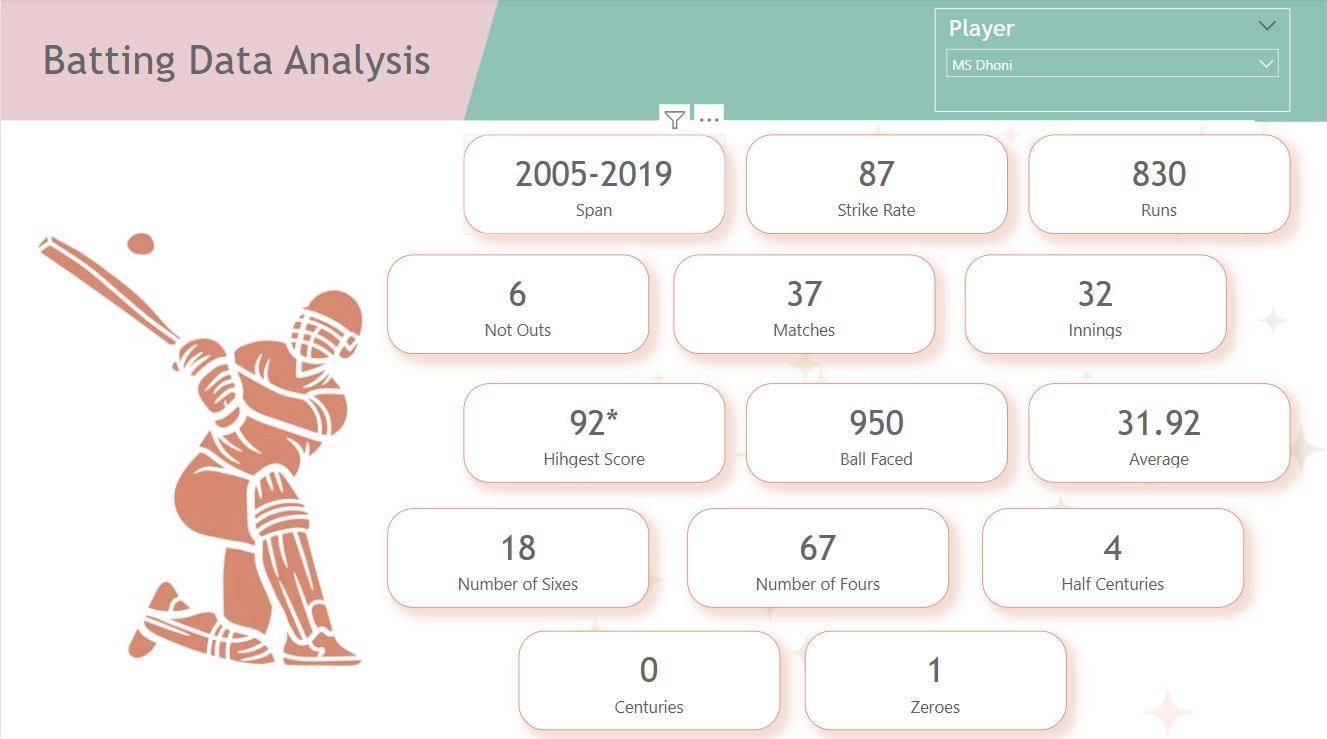 Batting Data Analysis
Player
MS Dhoni
2005-2019
Span
87
Strike Rate
830
Runs
6
Not Outs
37
Matches
32
Innings
92*
Hihgest Score
950
Ball Faced
31.92
Average
18
Number of Sixes
67
Number of Fours
4
Half Centuries
0
Centuries
1
Zeroes